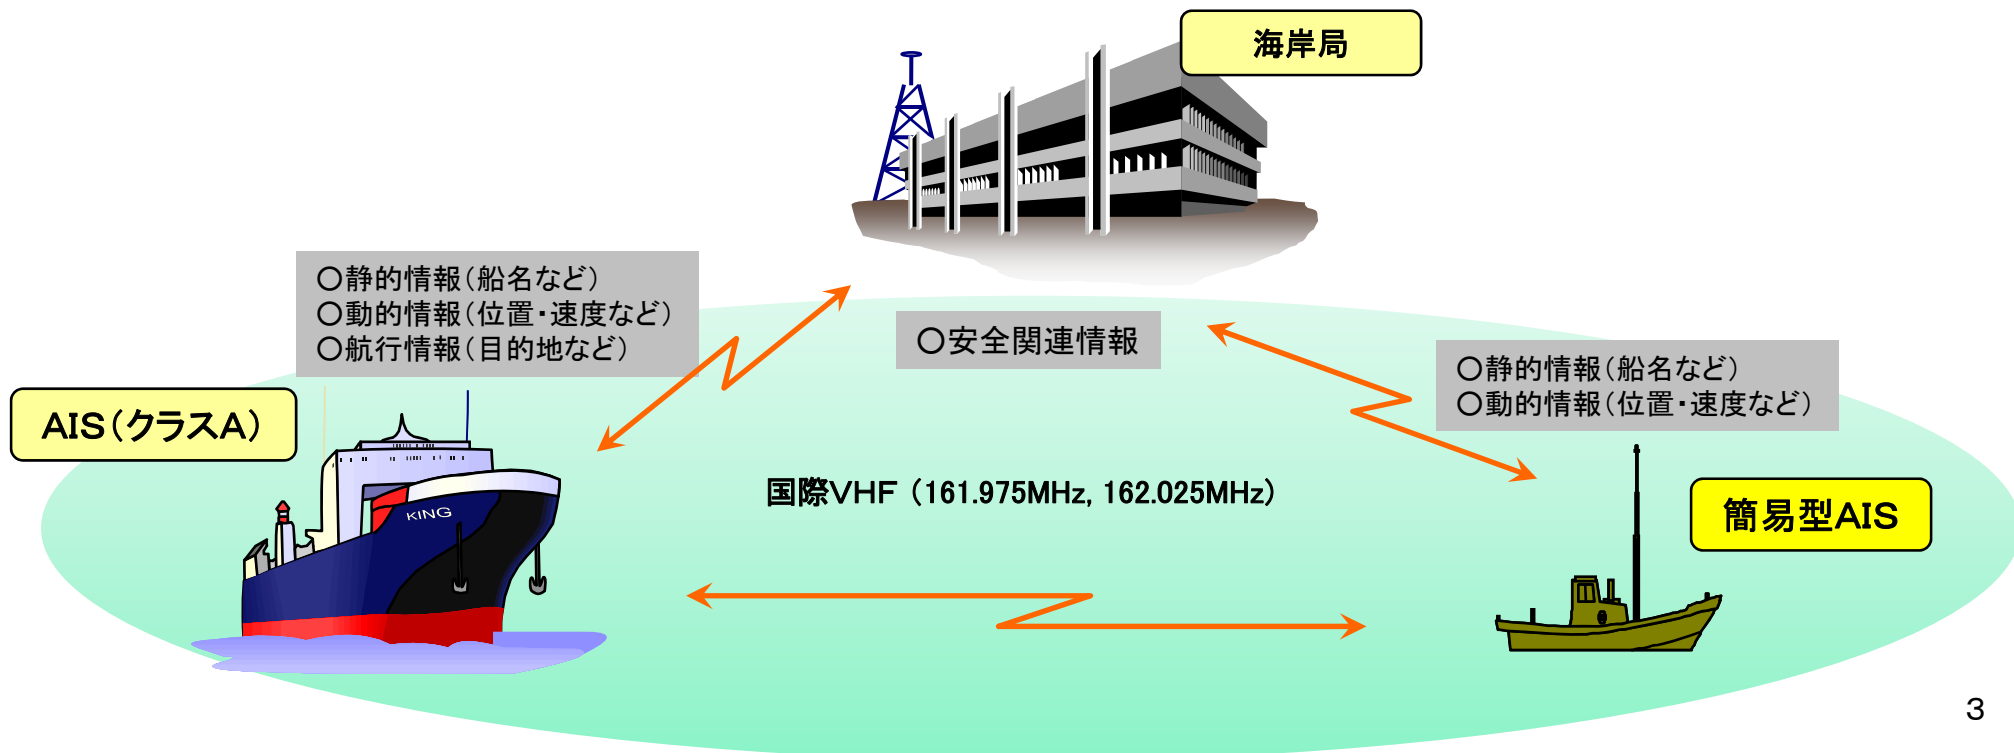 海岸局
○静的情報（船名など）
○動的情報（位置・速度など）
○航行情報（目的地など）
○安全関連情報
○静的情報（船名など）
○動的情報（位置・速度など）
AIS（クラスA）
国際VHF（161.975MHz, 162.025MHz）
簡易型AIS
KING
3